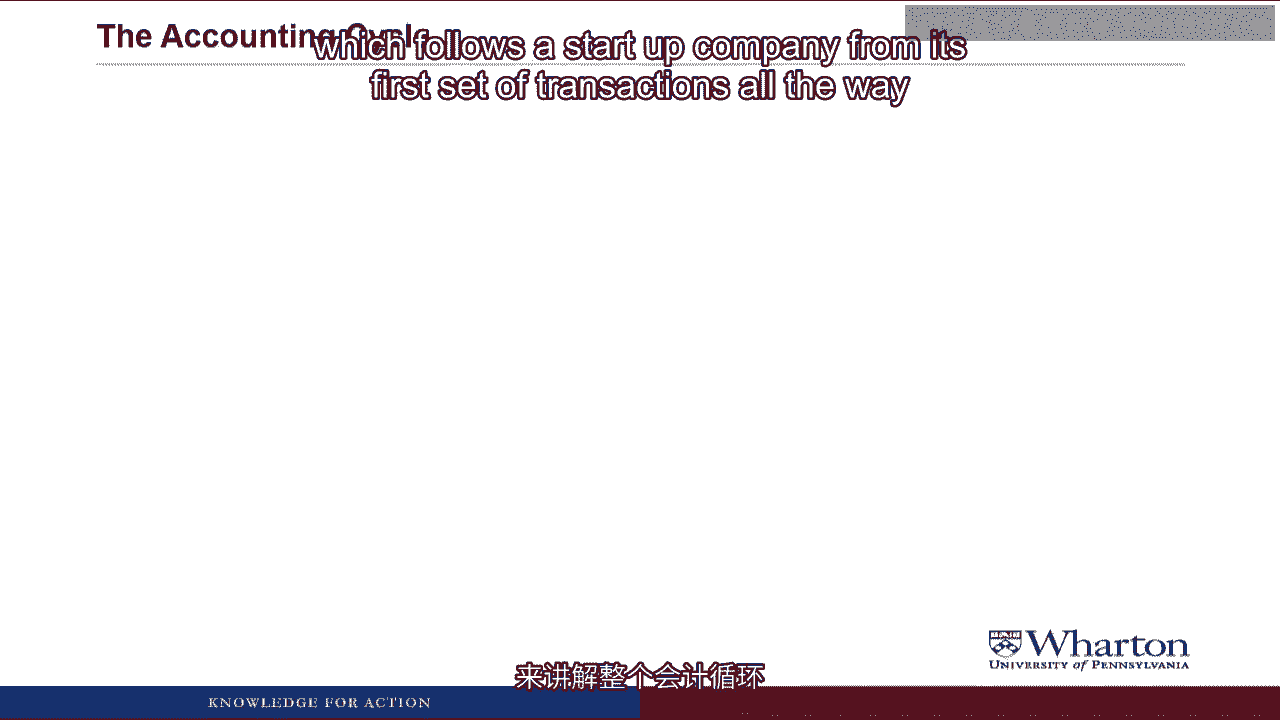 The Accounting Cycle
which follows a start up company from its
first set of transactions all the way
Wharton
UNIVERSITY of PENNSYLVANIA
来讲解整个会计循环
KNOWLEDGE FOR ACTION